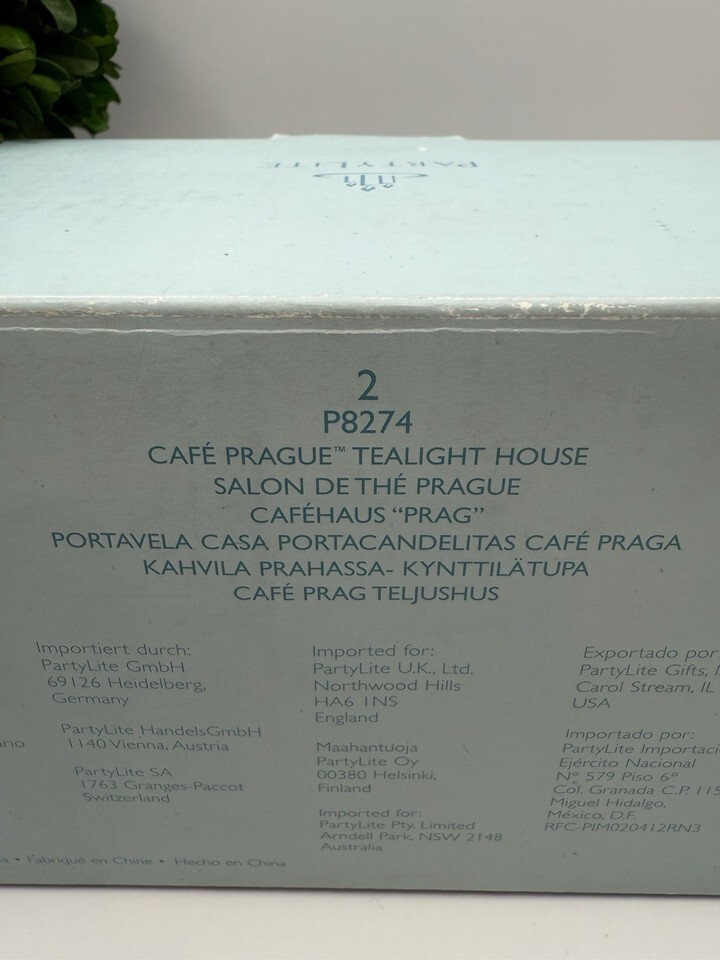 PARTYLITE
2
P8274
CAFÉ PRAGUE™ TEALIGHT HOUSE
SALON DE THÉ PRAGUE
CAFÉHAUS “PRAG”
PORTAVELA CASA PORTACANDELITAS CAFÉ PRAGA
KAHVILA PRAHASSA- KYNTTILÄTUPA
CAFÉ PRAG TELJUSHUS
Importiert durch:
PartyLite GmbH
69126 Heidelberg,
Germany
PartyLite HandelsGmbH
1140 Vienna, Austria
PartyLite SA
1763 Granges-Paccot
Switzerland
Imported for:
PartyLite U.K., Ltd.
Northwood Hills
HA6 1NS
England
Maahantuoja
PartyLite Oy
00380 Helsinki,
Finland
Imported for:
PartyLite Pty. Limited
Arndell Park, NSW 2148
Australia
Exportado por
PartyLite Gifts,
Carol Stream, IL
USA
Importado por:
PartyLite
Ejército Nacional
Nº 579 Piso 6º
Col. Granada C.P.
Miguel Hidalgo,
México, D.F.
RFC-PIM020412RN3
• Fabriqué en Chine • Hecho en China